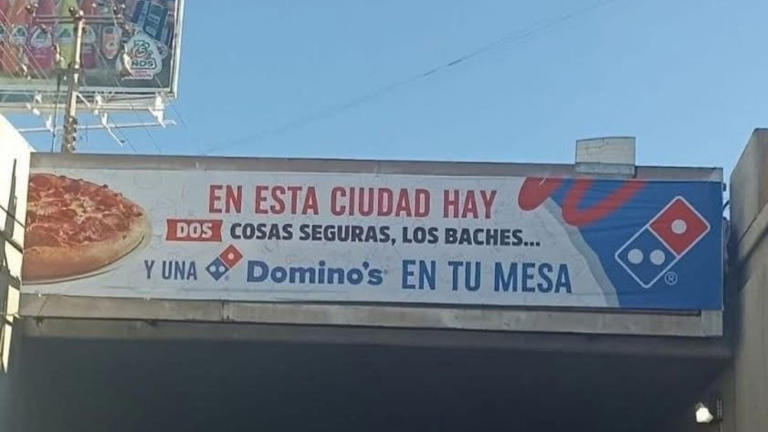 EN ESTA CIUDAD HAY
DOS COSAS SEGURAS, LOS BACHES...
Y UNA Domino's EN TU MESA
®